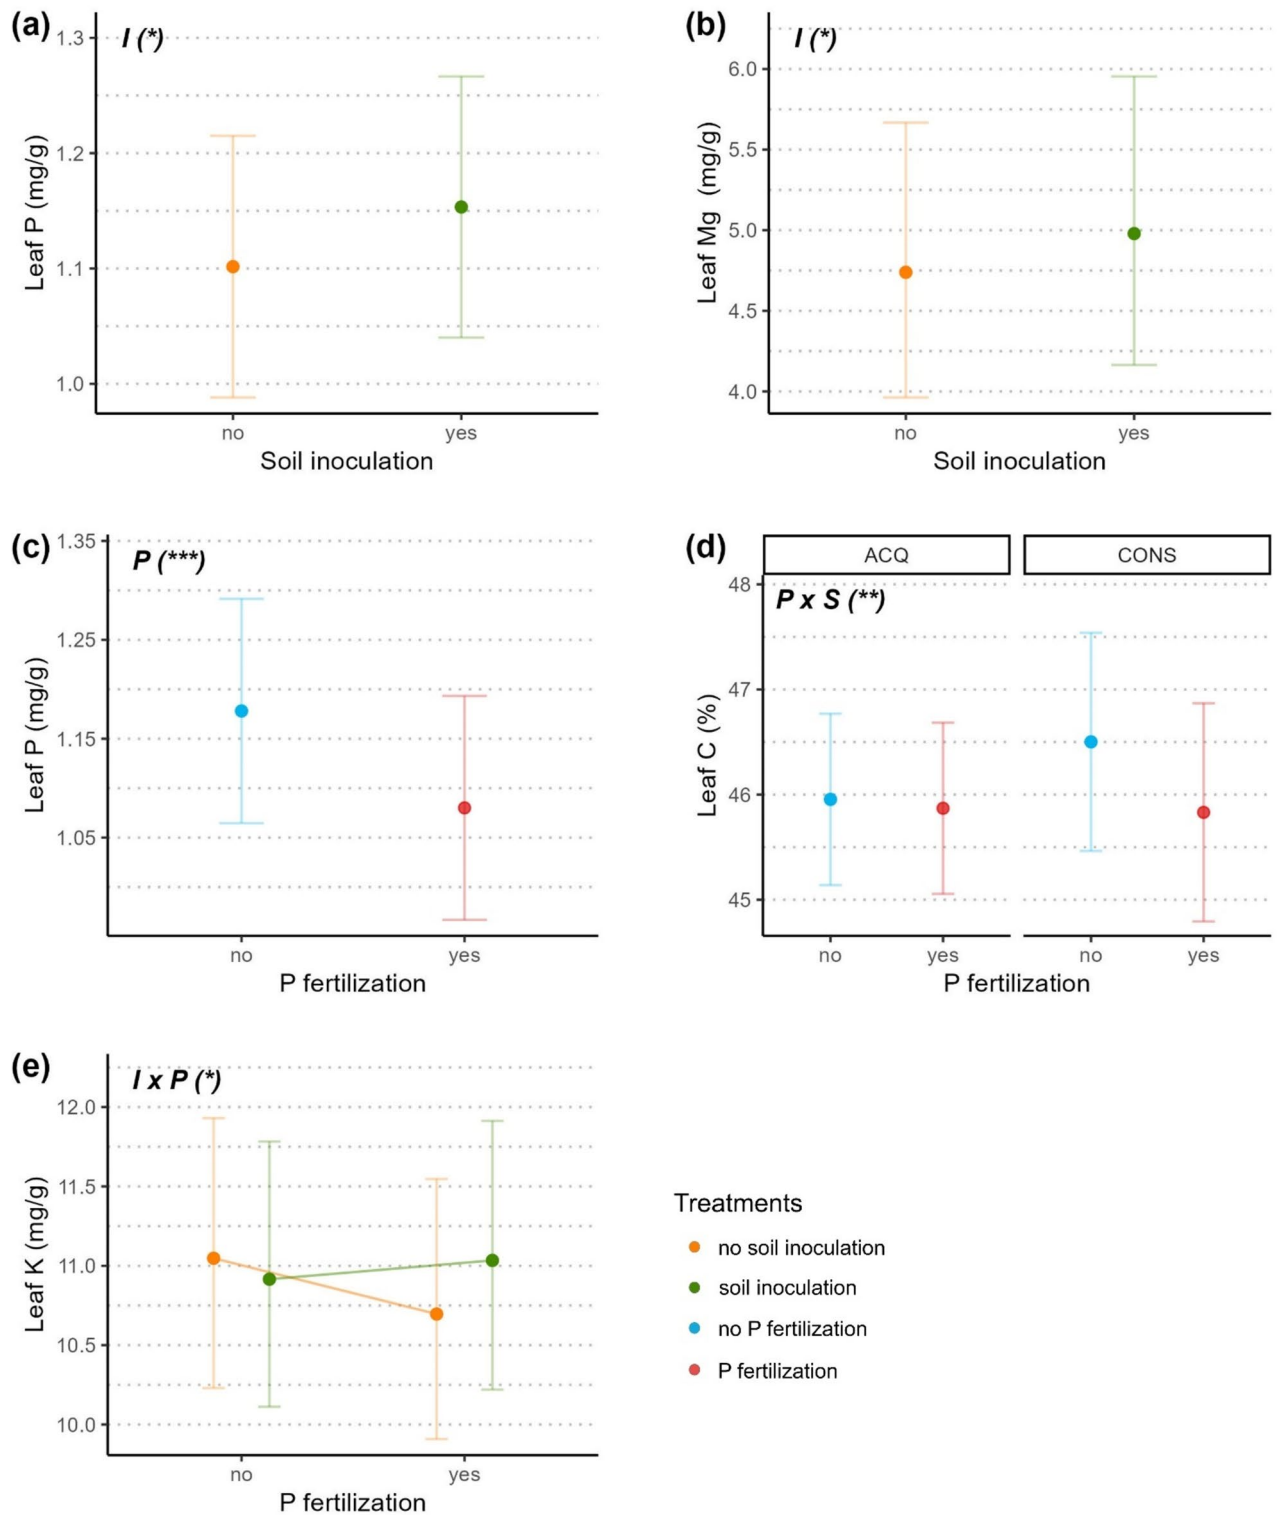 (a)
I (*)
Leaf P (mg/g)
1.3
1.2
1.1
1.0
no
yes
Soil inoculation
(b)
I (*)
Leaf Mg (mg/g)
6.0
5.5
5.0
4.5
4.0
no
yes
Soil inoculation
(c)
P (***)
Leaf P (mg/g)
1.35
1.25
1.15
1.05
no
yes
P fertilization
(d)
ACQ
CONS
P x S (**)
Leaf C (%)
48
47
46
45
no
yes
no
yes
P fertilization
(e)
I x P (*)
Leaf K (mg/g)
12.0
11.5
11.0
10.5
10.0
no
yes
P fertilization
Treatments
no soil inoculation
soil inoculation
no P fertilization
P fertilization